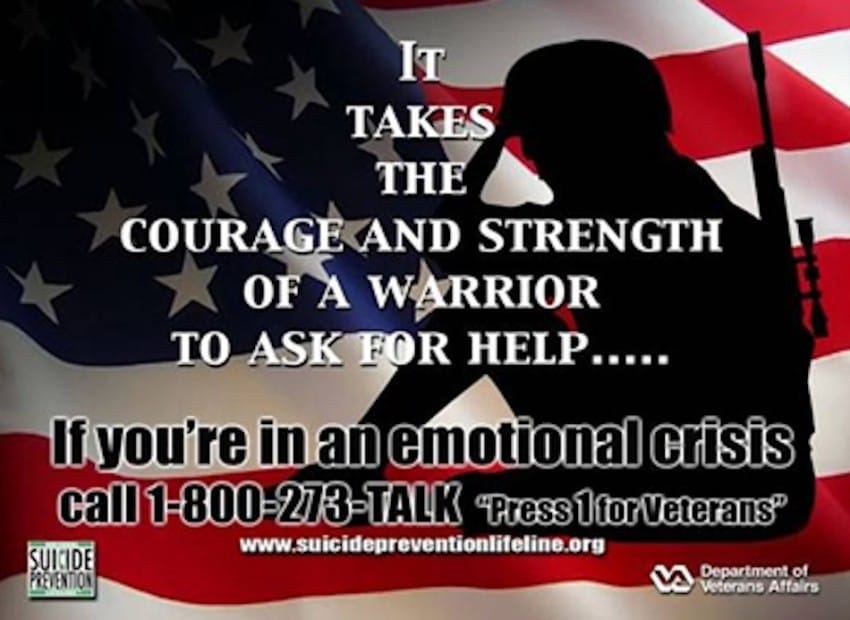 IT
TAKES
THE
COURAGE AND STRENGTH
OF A WARRIOR
TO ASK FOR HELP.....
If you're in an emotional crisis
call 1-800-273-TALK "Press 1 for Veterans"
www.suicidepreventionlifeline.org
SUICIDE
PREVENTION
VA
Department of
Veterans Affairs